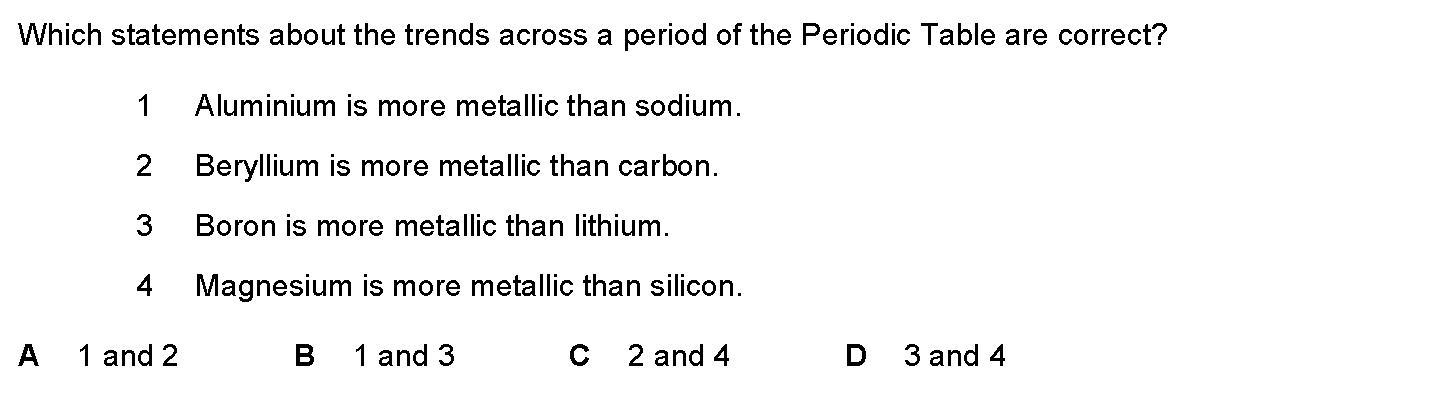 Which statements about the trends across a period of the Periodic Table are correct?
1 Aluminium is more metallic than sodium.
2 Beryllium is more metallic than carbon.
3 Boron is more metallic than lithium.
4 Magnesium is more metallic than silicon.
A 1 and 2 B 1 and 3 C 2 and 4 D 3 and 4